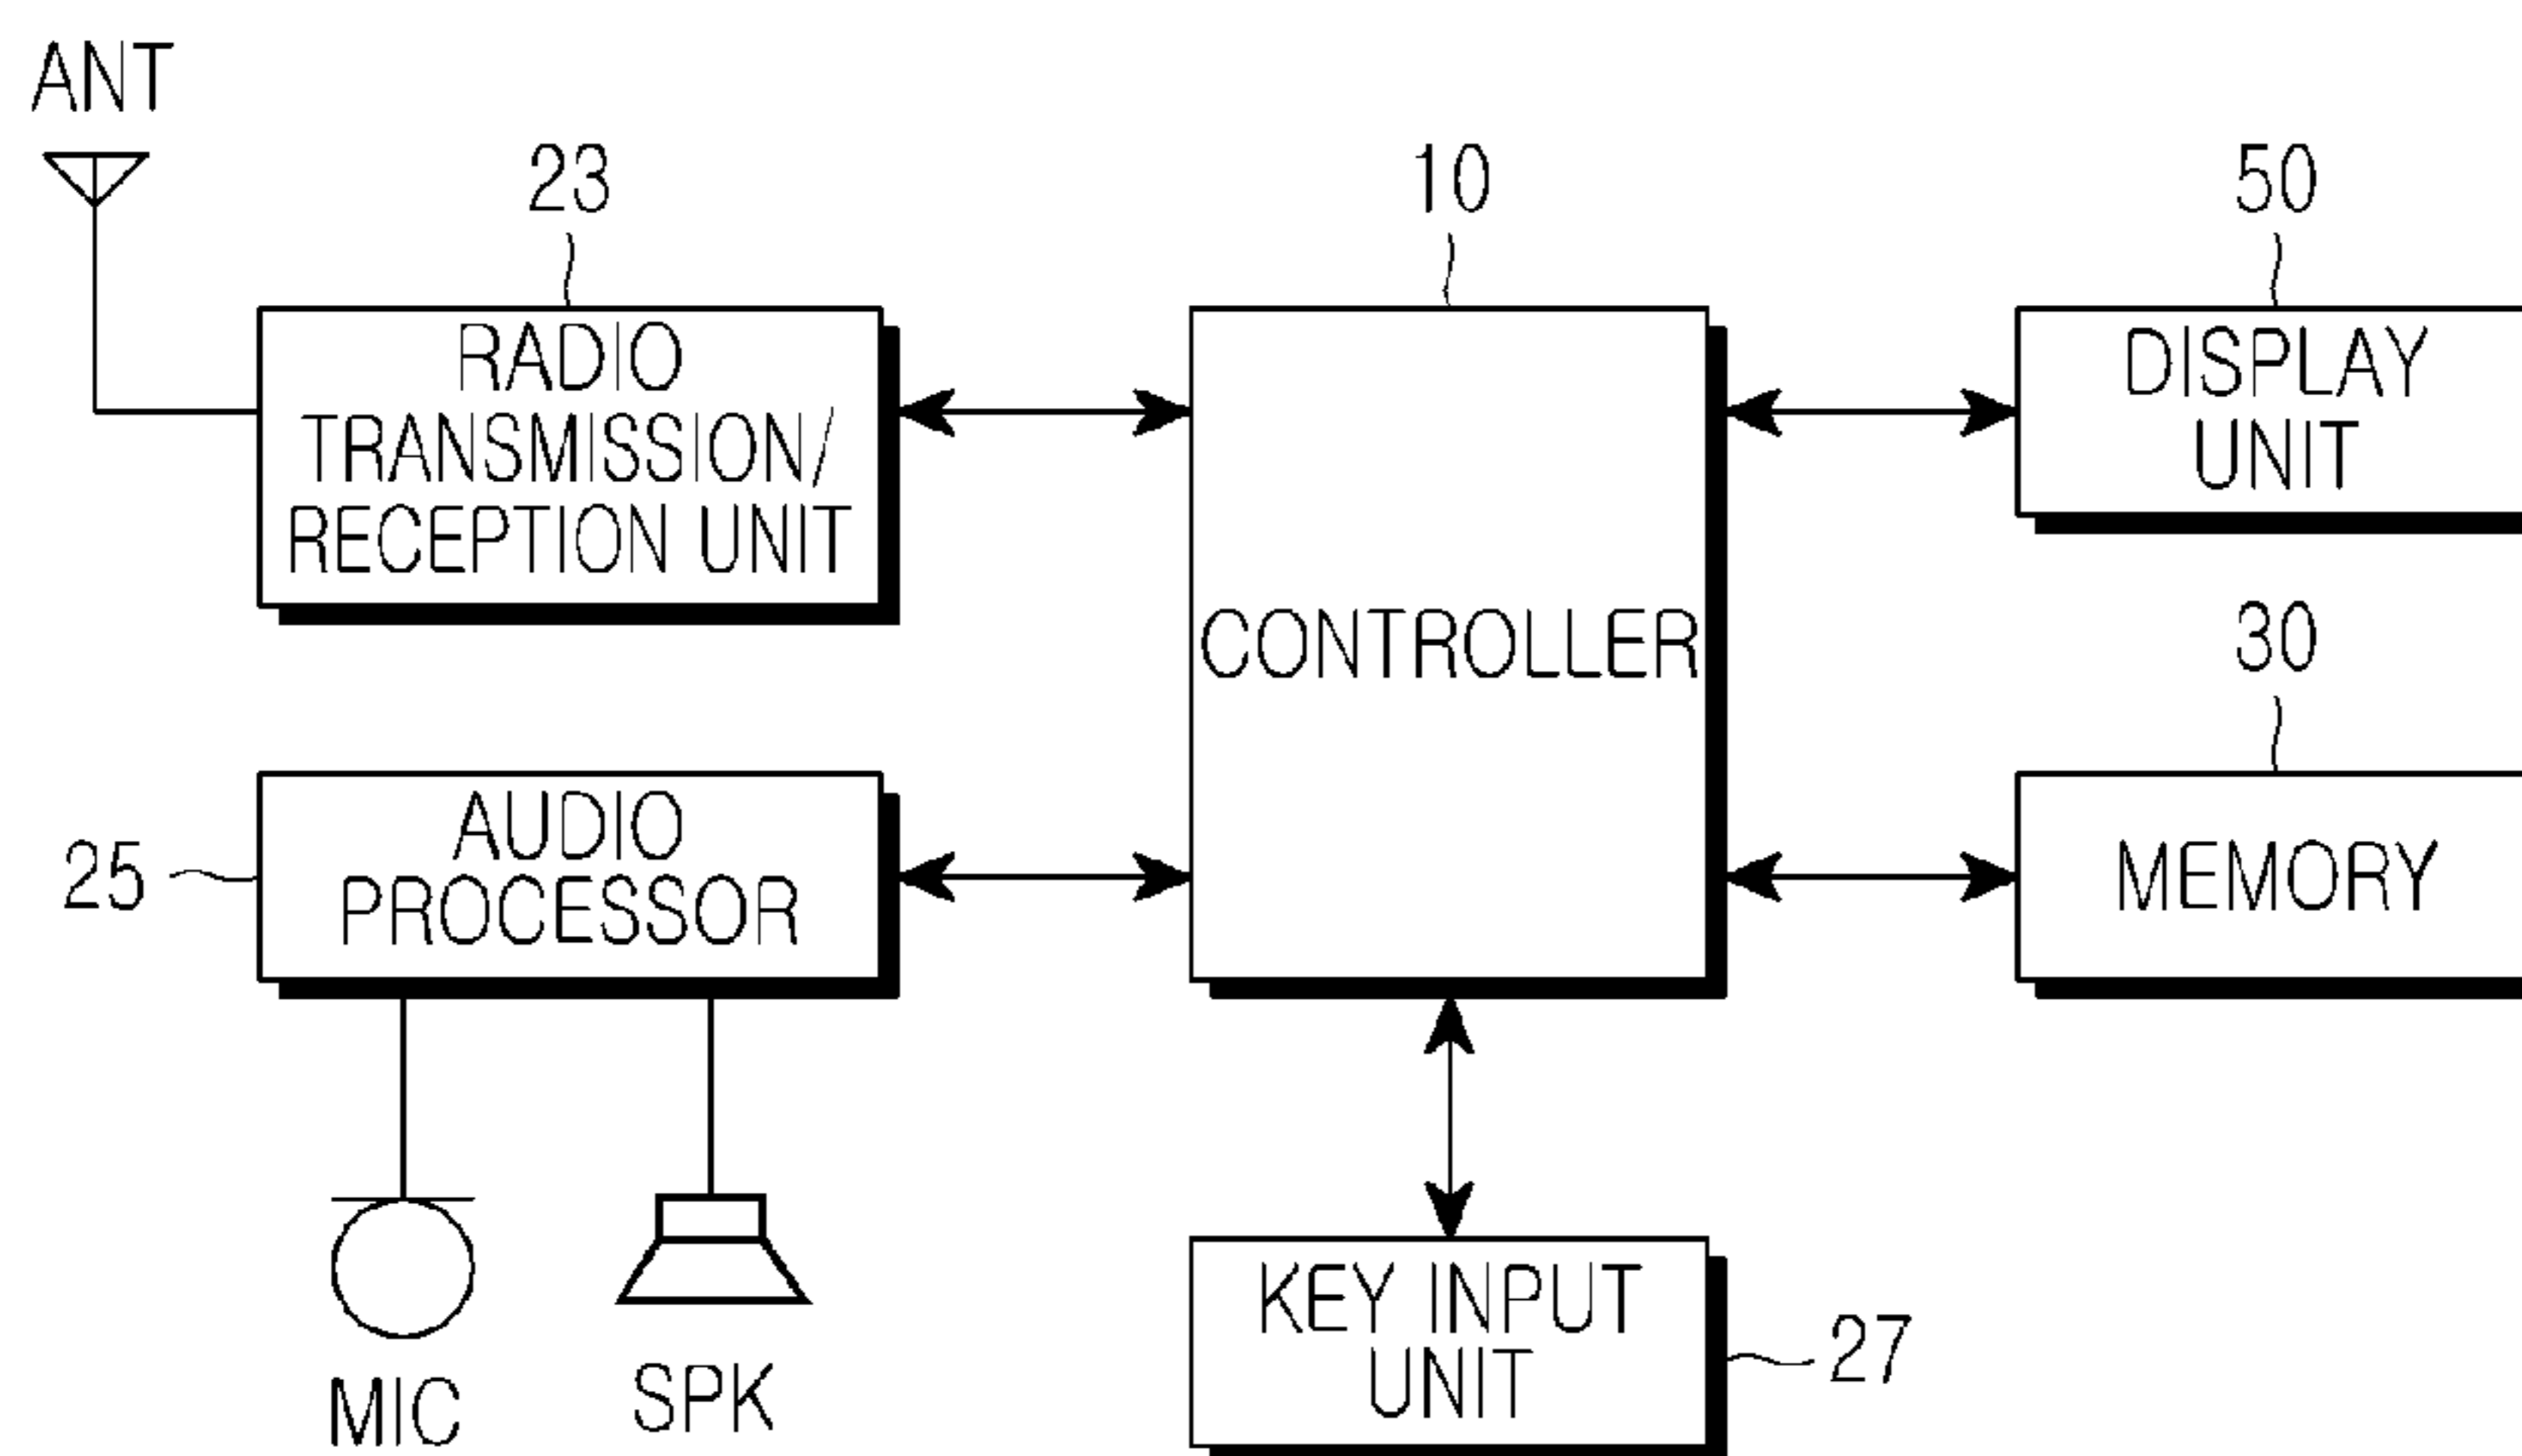 ANT
23
10
50
RADIO
TRANSMISSION/
RECEPTION UNIT
DISPLAY
UNIT
CONTROLLER
30
25
AUDIO
PROCESSOR
MEMORY
KEY INPUT
UNIT
27
MIC
SPK